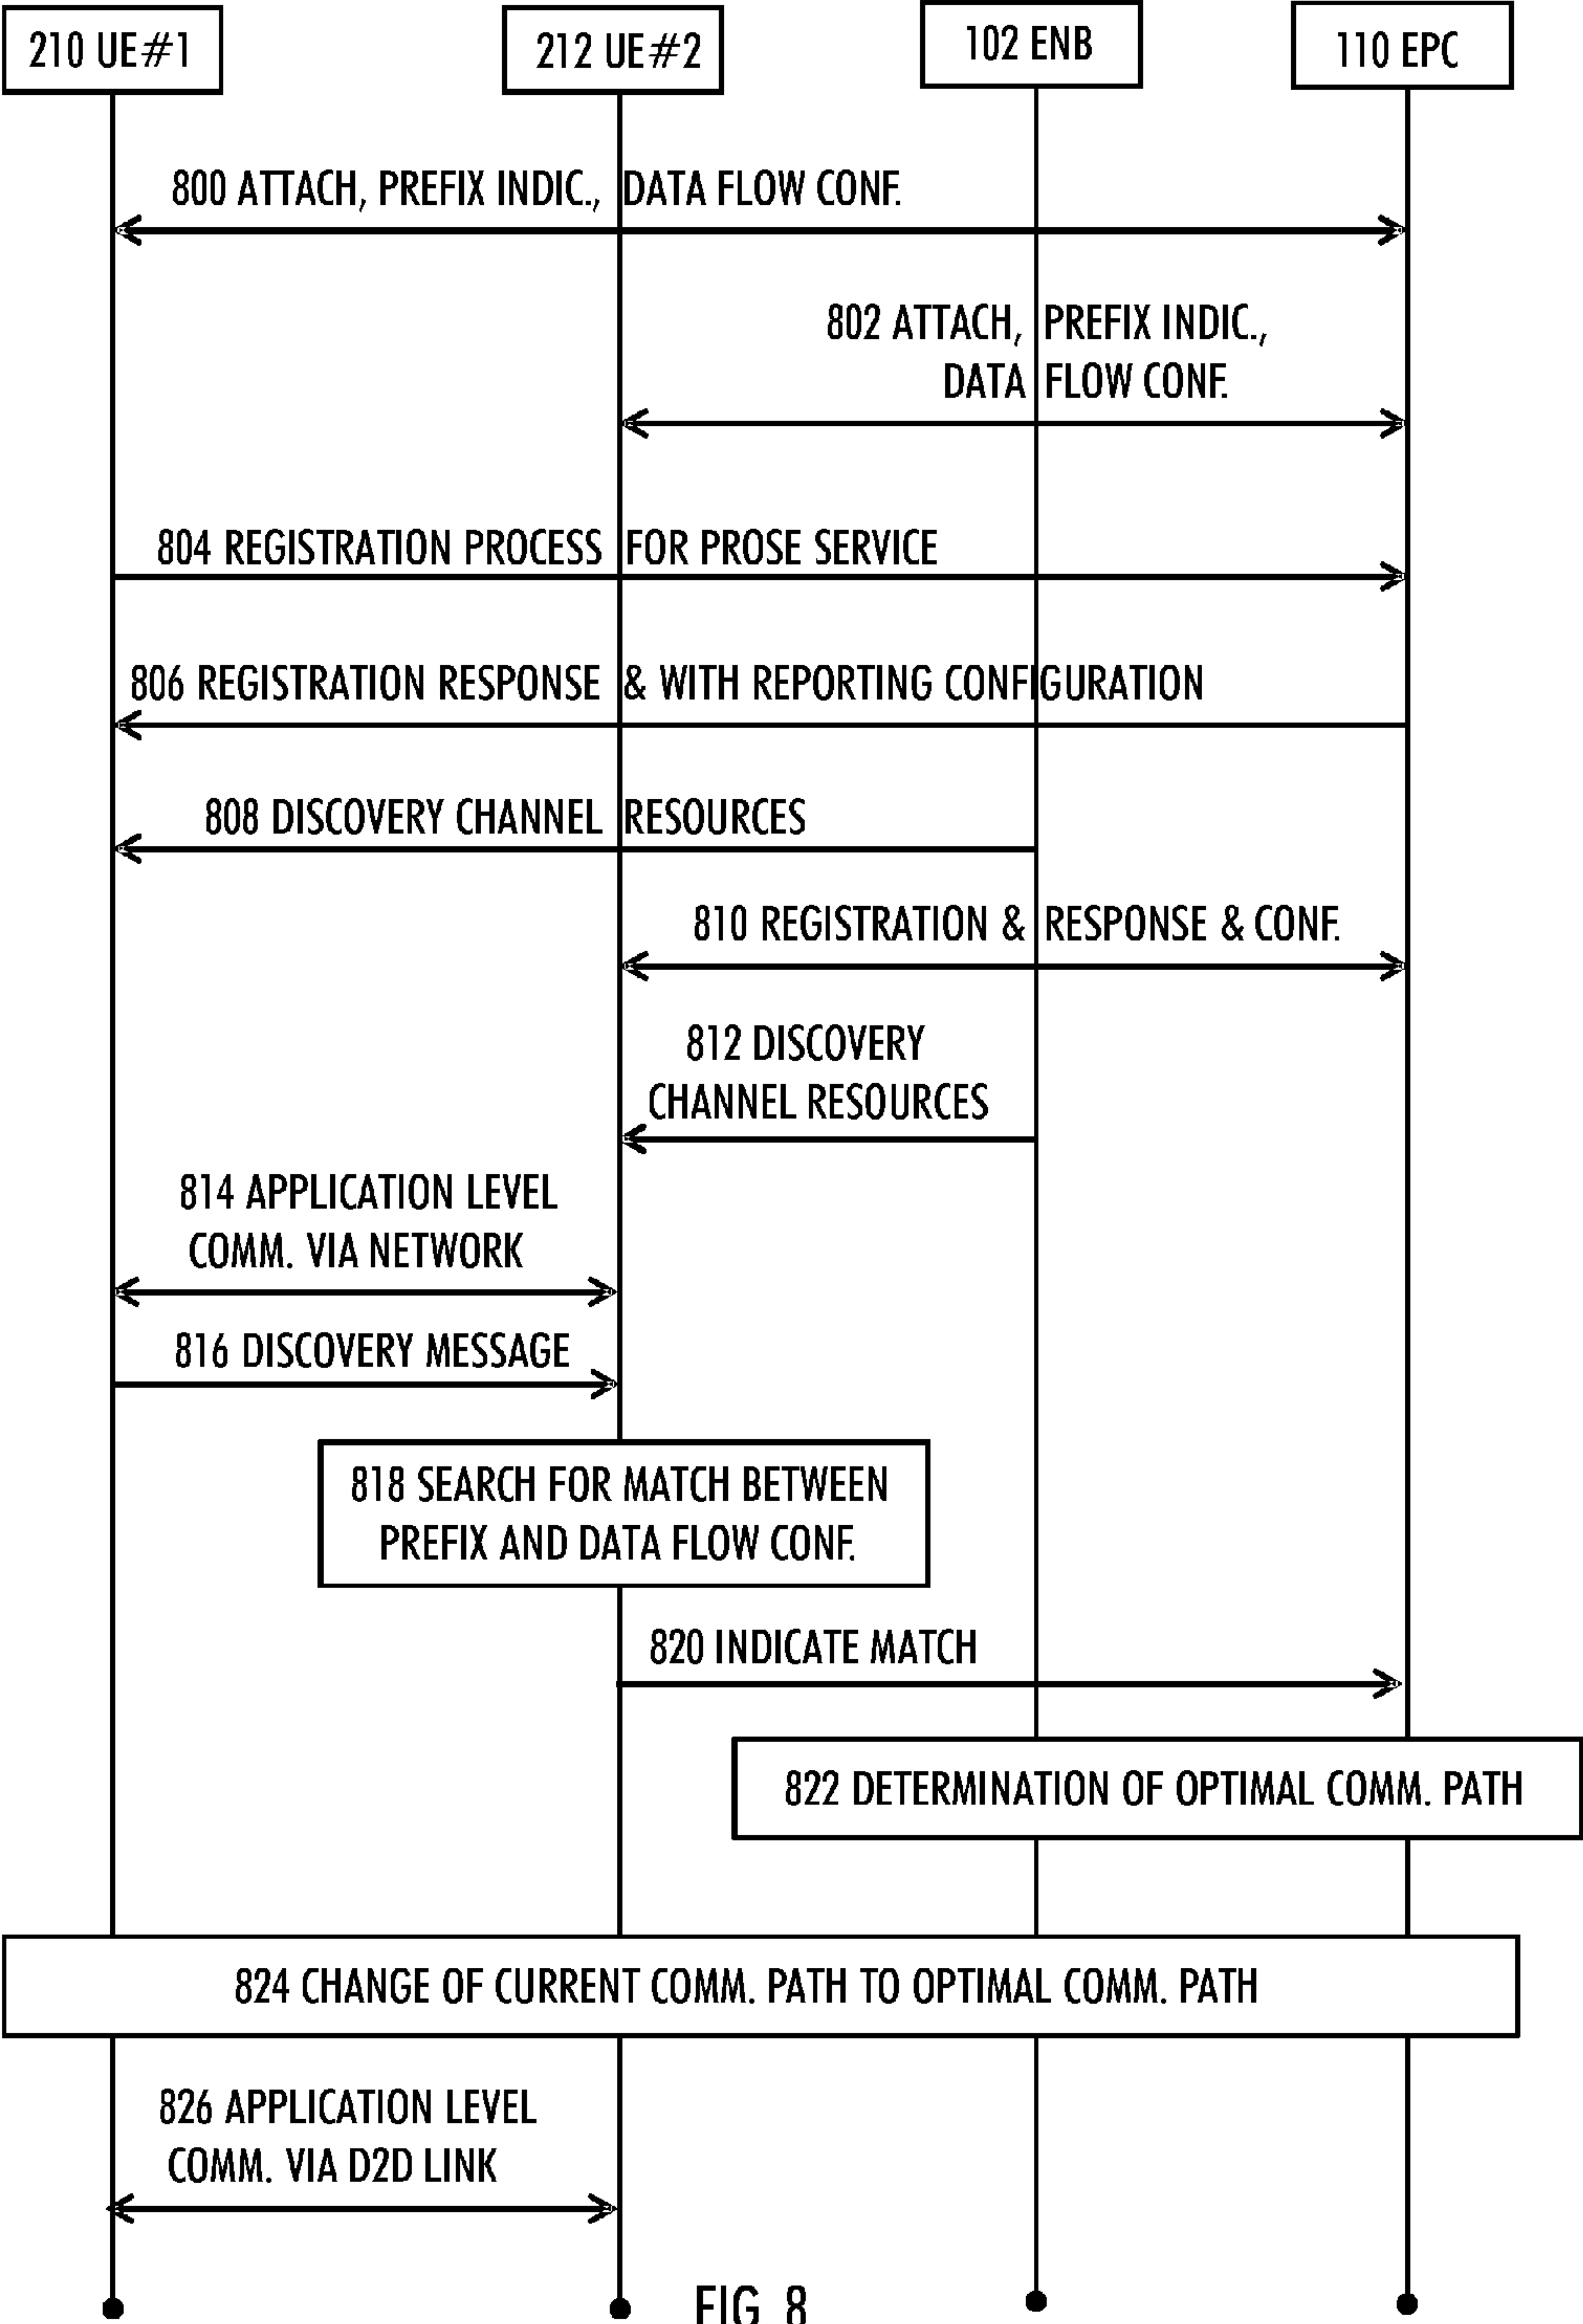 210 UE#1
212 UE#2
102 ENB
110 EPC
800 ATTACH, PREFIX INDIC., DATA FLOW CONF.
802 ATTACH, PREFIX INDIC.,
DATA FLOW CONF.
804 REGISTRATION PROCESS FOR PROSE SERVICE
806 REGISTRATION RESPONSE & WITH REPORTING CONFIGURATION
808 DISCOVERY CHANNEL RESOURCES
810 REGISTRATION & RESPONSE & CONF.
812 DISCOVERY
CHANNEL RESOURCES
814 APPLICATION LEVEL
COMM. VIA NETWORK
816 DISCOVERY MESSAGE
818 SEARCH FOR MATCH BETWEEN
PREFIX AND DATA FLOW CONF.
820 INDICATE MATCH
822 DETERMINATION OF OPTIMAL COMM. PATH
824 CHANGE OF CURRENT COMM. PATH TO OPTIMAL COMM. PATH
826 APPLICATION LEVEL
COMM. VIA D2D LINK
FIG. 8